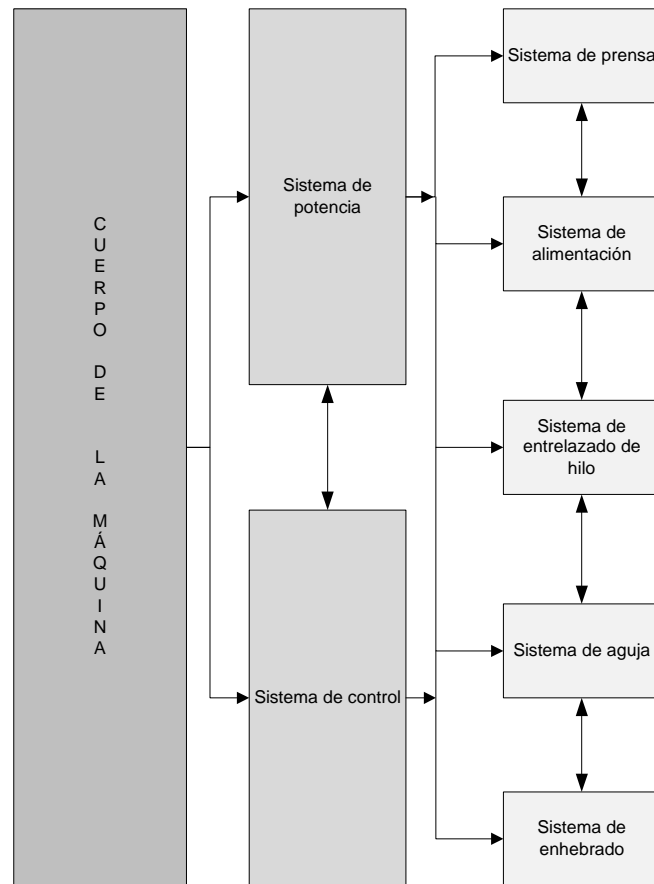 CUERPO DE LA MÁQUINA
Sistema de
potencia
Sistema de control
Sistema de prensa
Sistema de
alimentación
Sistema de
entrelazado de
hilo
Sistema de aguja
Sistema de
enhebrado